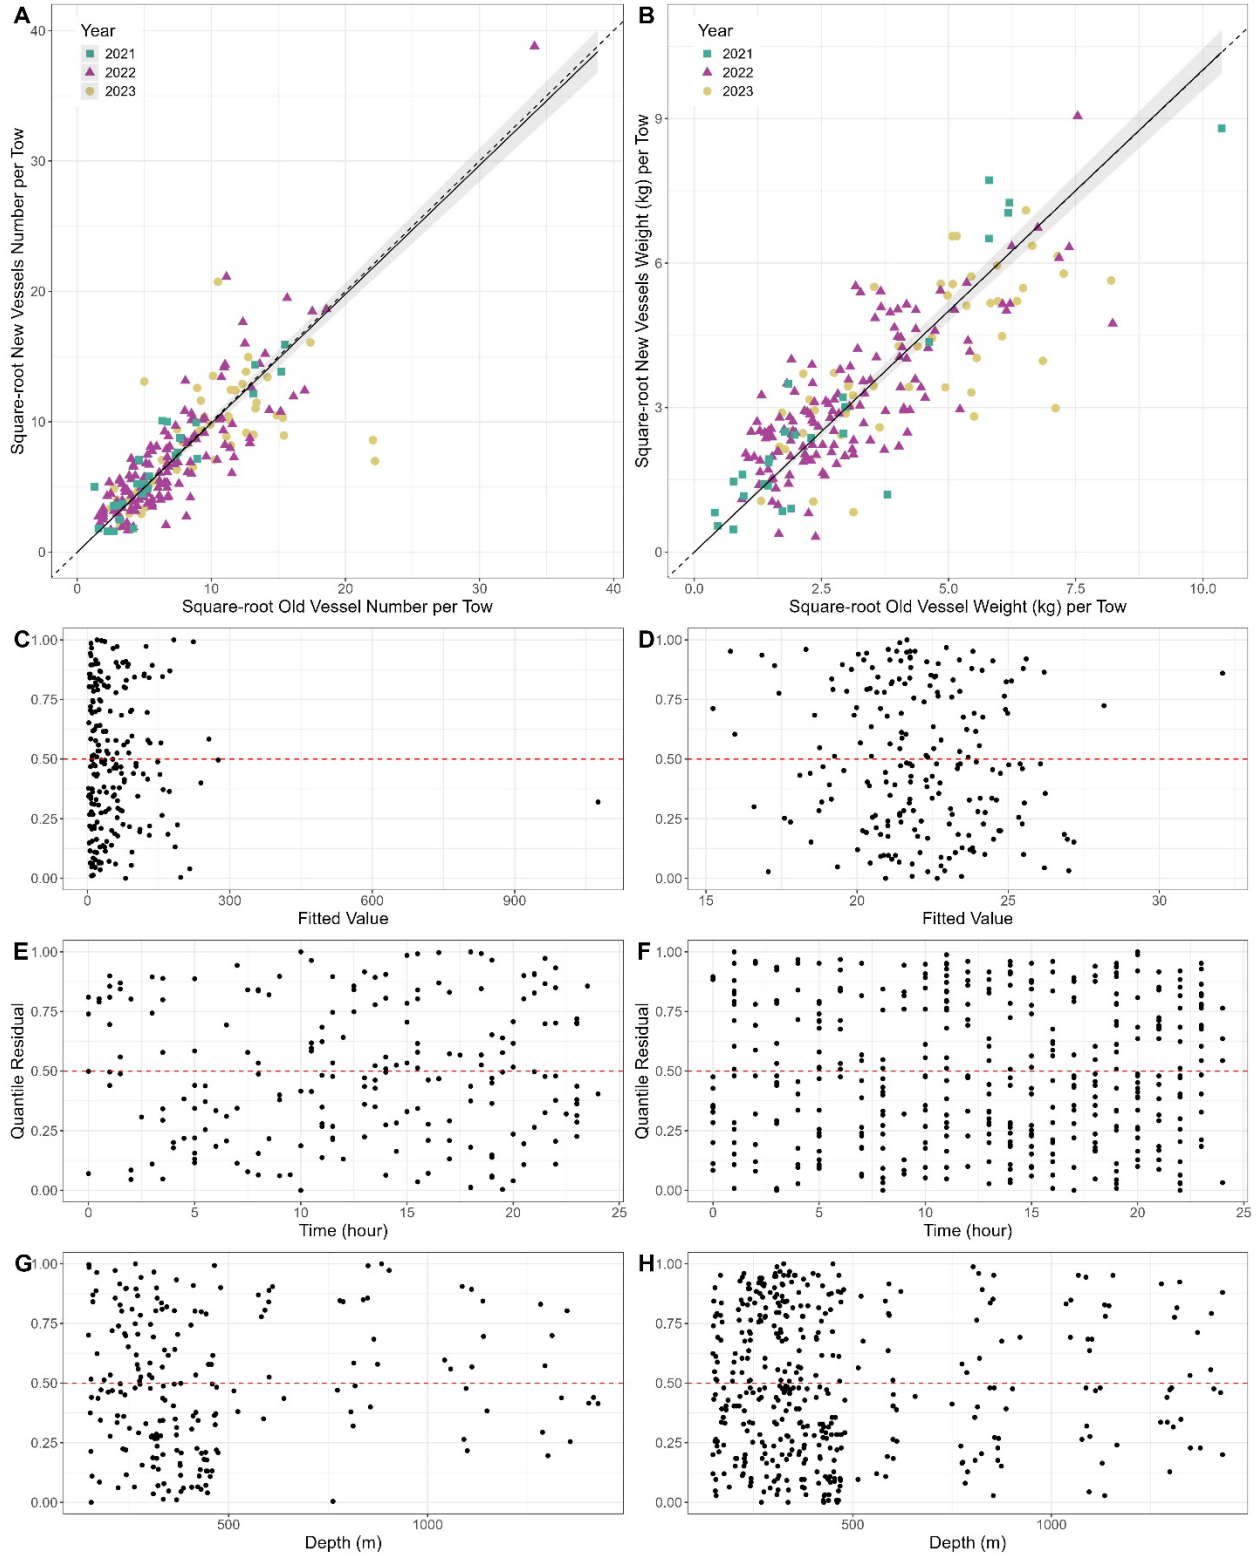 A
Year
2021
2022
2023
Square-root New Vessels Number per Tow
40
30
20
10
0
0 10 20 30 40
Square-root Old Vessel Number per Tow
B
Year
2021
2022
2023
Square-root New Vessels Weight (kg) per Tow
9
6
3
0
0.0 2.5 5.0 7.5 10.0
Square-root Old Vessel Weight (kg) per Tow
C
1.00
0.75
0.50
0.25
0.00
0 300 600 900
Fitted Value
D
1.00
0.75
0.50
0.25
0.00
15 20 25 30
Fitted Value
E
Quantile Residual
1.00
0.75
0.50
0.25
0.00
0 5 10 15 20 25
Time (hour)
F
Quantile Residual
1.00
0.75
0.50
0.25
0.00
0 5 10 15 20 25
Time (hour)
G
1.00
0.75
0.50
0.25
0.00
500 1000
Depth (m)
H
1.00
0.75
0.50
0.25
0.00
500 1000
Depth (m)